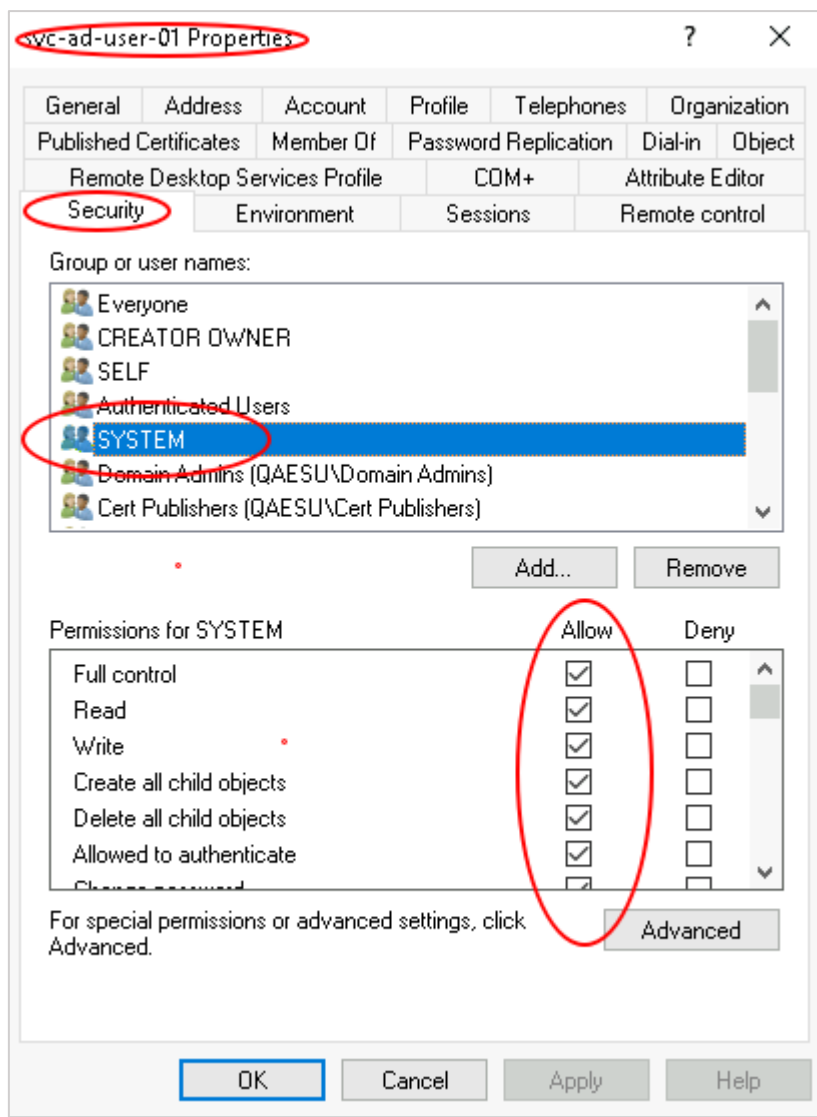 svc-ad-user-01 Properties ? ×
General Address Account Profile Telephones Organization
Published Certificates Member Of Password Replication Dial-in Object
Remote Desktop Services Profile COM+ Attribute Editor
Security Environment Sessions Remote control
Group or user names:
Everyone
CREATOR OWNER
SELF
Authenticated Users
SYSTEM
Domain Admins (QAESU\Domain Admins)
Cert Publishers (QAESU\Cert Publishers)
Add... Remove
Permissions for SYSTEM Allow Deny
Full control
Read
Write
Create all child objects
Delete all child objects
Allowed to authenticate
Change password
For special permissions or advanced settings, click
Advanced.
Advanced
OK Cancel Apply Help